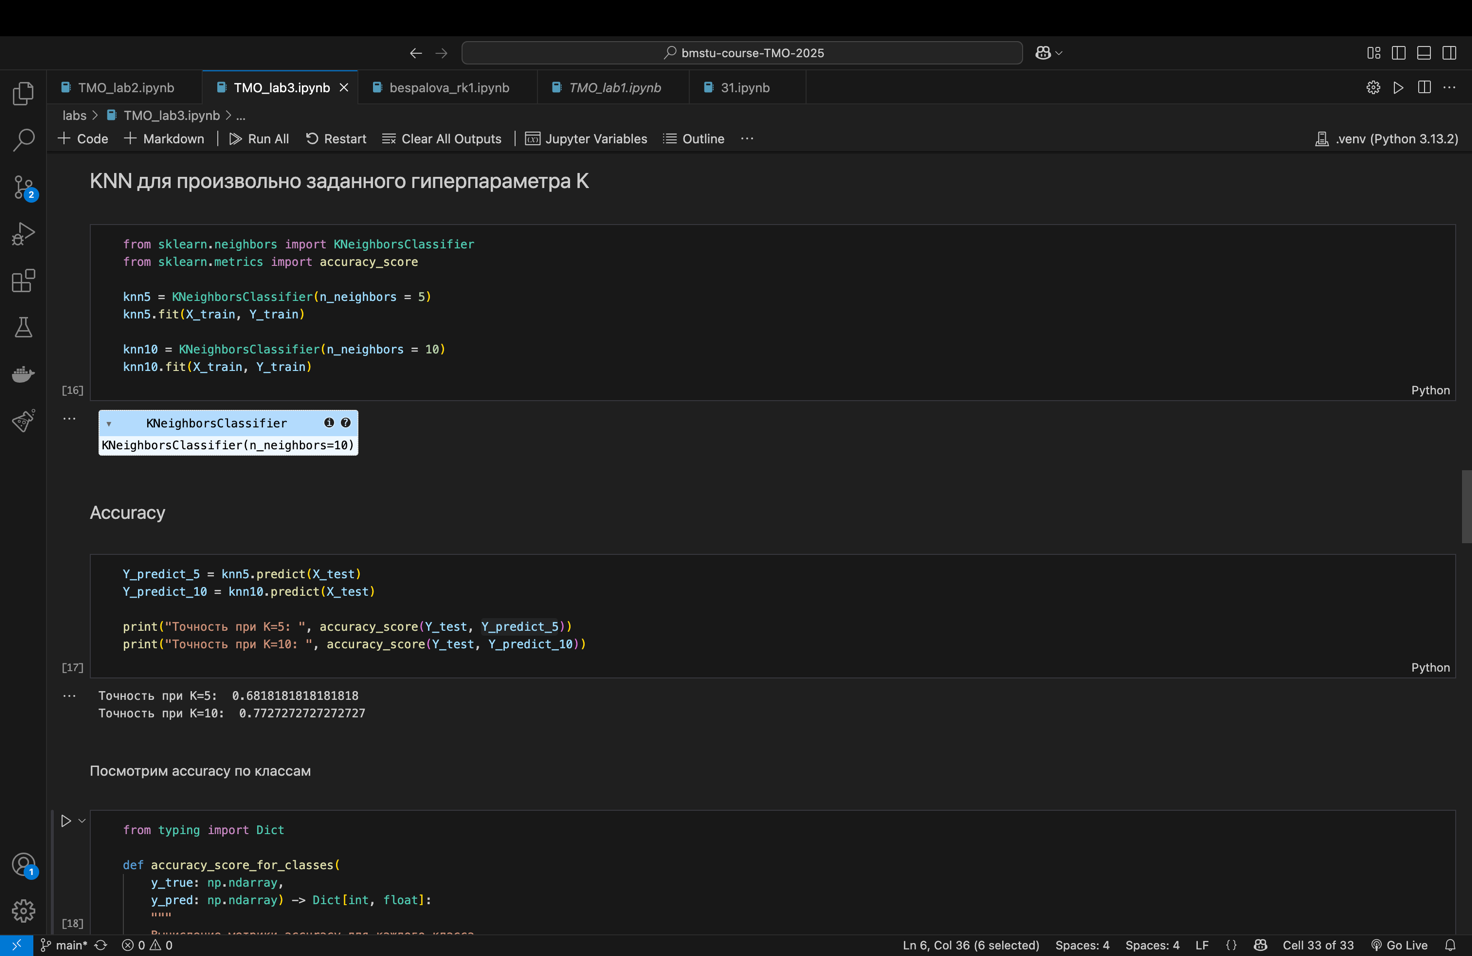 bmstu-course-TMO-2025
TMO_lab2.ipynb
TMO_lab3.ipynb
bespalova_rk1.ipynb
TMO_lab1.ipynb
31.ipynb
labs > TMO_lab3.ipynb > ...
+ Code + Markdown | Run All Restart Clear All Outputs | Jupyter Variables Outline ...
.venv (Python 3.13.2)
KNN для произвольно заданного гиперпараметра K
from sklearn.neighbors import KNeighborsClassifier
from sklearn.metrics import accuracy_score
knn5 = KNeighborsClassifier(n_neighbors = 5)
knn5.fit(X_train, Y_train)
knn10 = KNeighborsClassifier(n_neighbors = 10)
knn10.fit(X_train, Y_train)
[16]
Python
KNeighborsClassifier
KNeighborsClassifier(n_neighbors=10)
Accuracy
Y_predict_5 = knn5.predict(X_test)
Y_predict_10 = knn10.predict(X_test)
print("Точность при K=5: ", accuracy_score(Y_test, Y_predict_5))
print("Точность при K=10: ", accuracy_score(Y_test, Y_predict_10))
[17]
Python
Точность при K=5:  0.6818181818181818
Точность при K=10:  0.7727272727272727
Посмотрим accuracy по классам
from typing import Dict
def accuracy_score_for_classes(
y_true: np.ndarray,
y_pred: np.ndarray) -> Dict[int, float]:
"""
[18]
2
1
main* 0 0
Ln 6, Col 36 (6 selected) Spaces: 4 Spaces: 4 LF {} Cell 33 of 33 Go Live